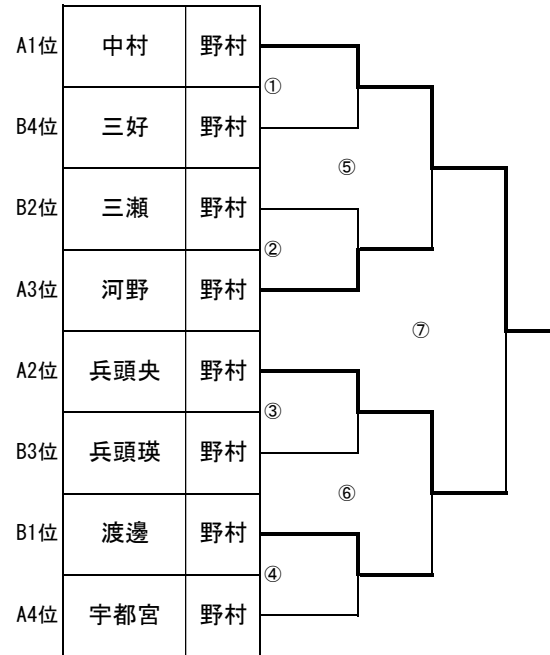 A1位 中村 野村
①
B4位 三好 野村
⑤
B2位 三瀬 野村
②
A3位 河野 野村
⑦
A2位 兵頭央 野村
③
B3位 兵頭瑛 野村
⑥
B1位 渡邊 野村
④
A4位 宇都宮 野村